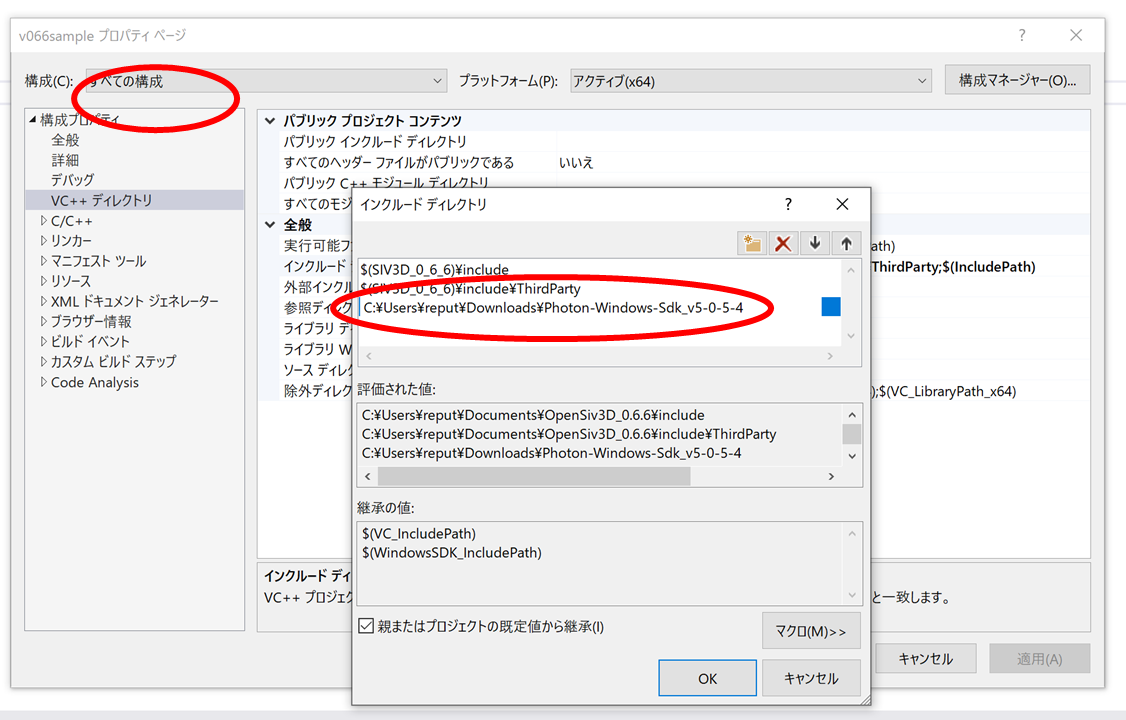 v066sample プロパティ ページ
?
構成(C):
すべての構成
プラットフォーム(P):
アクティブ(x64)
構成マネージャー(O)...
構成プロパティ
全般
詳細
デバッグ
VC++ ディレクトリ
C/C++
リンカー
マニフェスト ツール
リソース
XML ドキュメント ジェネレーター
ブラウザー情報
ビルド イベント
カスタム ビルド ステップ
Code Analysis
パブリック プロジェクト コンテンツ
パブリック インクルード ディレクトリ
すべてのヘッダー ファイルがパブリックである いいえ
パブリック C++ モジュール ディレクトリ
すべてのモジ
全般
実行可能フ
ath)
インクルード
ThirdParty;$(IncludePath)
外部インクル
参照ディレク
ライブラリ デ
ライブラリ W
ソース ディレ
除外ディレク
);$(VC_LibraryPath_x64)
インクルード ディ
VC++ プロジェク
と一致します。
キャンセル
適用(A)
インクルード ディレクトリ
?
$(SIV3D_0_6_6)¥include
$(SIV3D_0_6_6)¥include¥ThirdParty
C:¥Users¥reput¥Downloads¥Photon-Windows-Sdk_v5-0-5-4
評価された値:
C:¥Users¥reput¥Documents¥OpenSiv3D_0.6.6¥include
C:¥Users¥reput¥Documents¥OpenSiv3D_0.6.6¥include¥ThirdParty
C:¥Users¥reput¥Downloads¥Photon-Windows-Sdk_v5-0-5-4
継承の値:
$(VC_IncludePath)
$(WindowsSDK_IncludePath)
親またはプロジェクトの既定値から継承(I)
マクロ(M)>>
OK
キャンセル